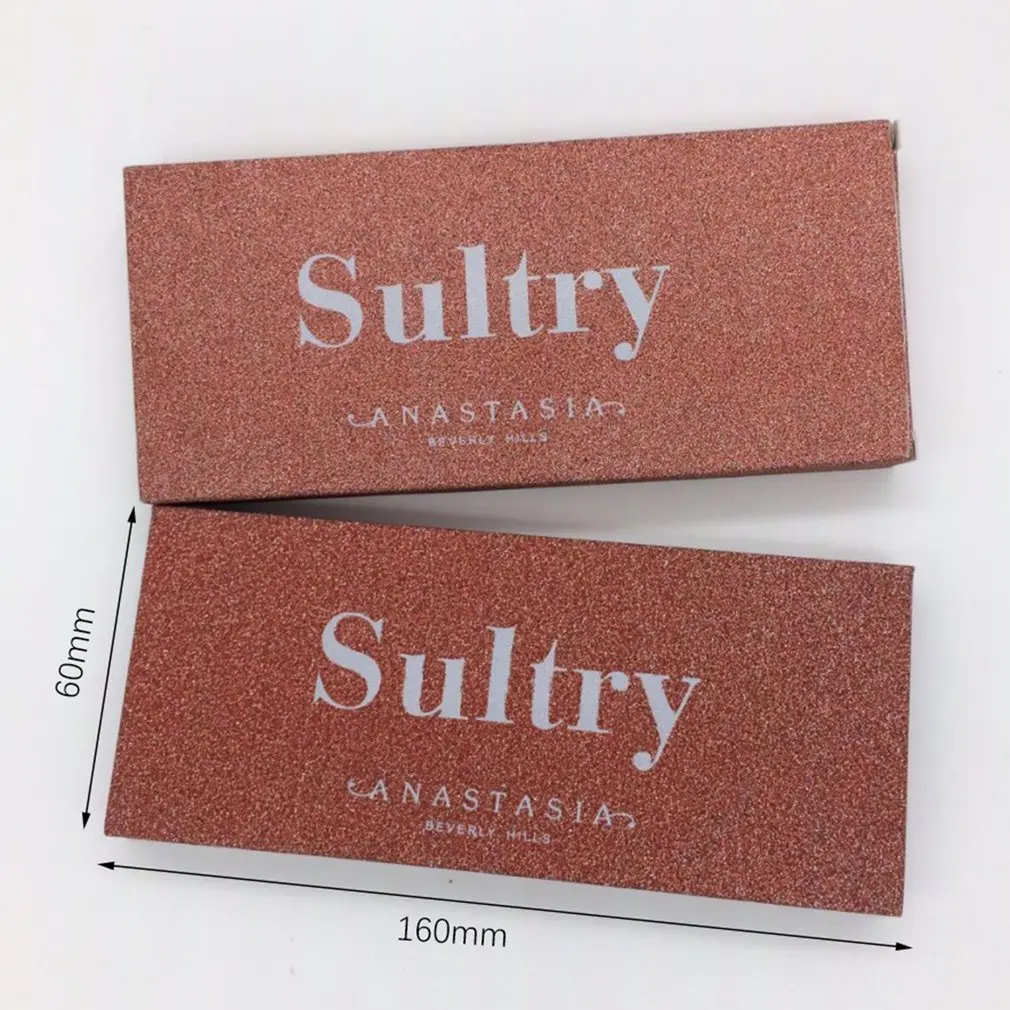 Sultry
ANASTASIA
BEVERLY HILLS
60mm
Sultry
ANASTASIA
BEVERLY HILLS
160mm